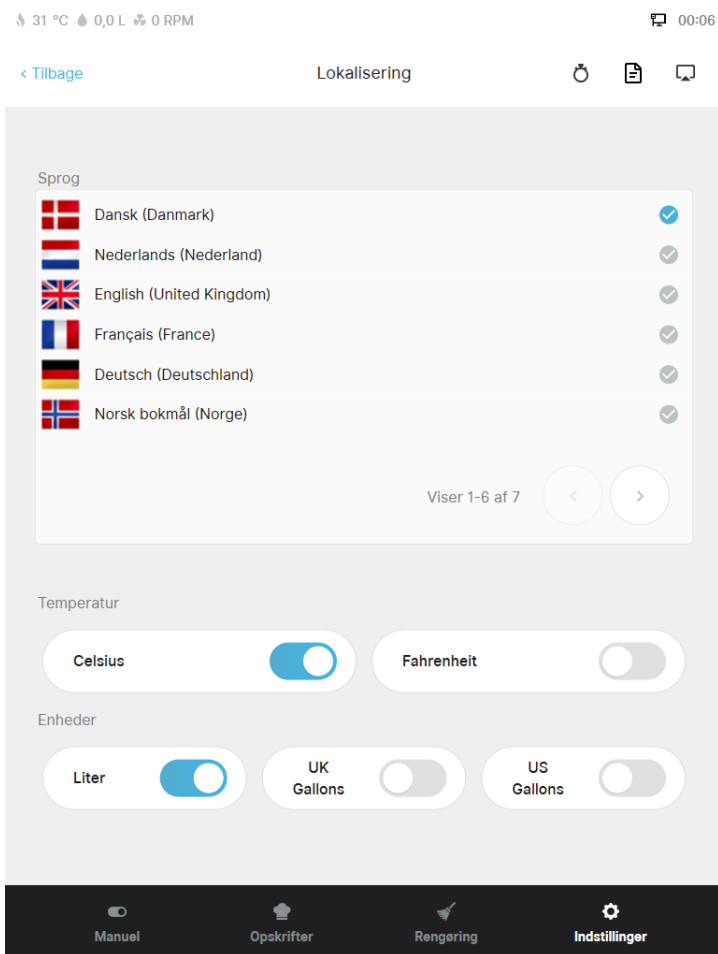 31 °C 0,0 L 0 RPM 00:06
Tilbage Lokalisering
Sprog
Dansk (Danmark)
Nederlands (Nederland)
English (United Kingdom)
Français (France)
Deutsch (Deutschland)
Norsk bokmål (Norge)
Viser 1-6 af 7
Temperatur
Celsius Fahrenheit
Enheder
Liter
UK
Gallons
US
Gallons
Manuel Opskrifter Rengøring Indstillinger